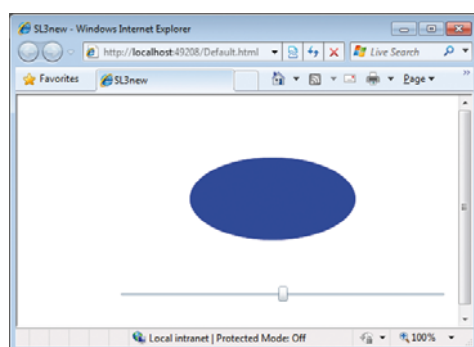 SL3new - Windows Internet Explorer
http://localhost:49208/Default.html
Live Search
Favorites SL3new Page
Local intranet | Protected Mode: Off 100%